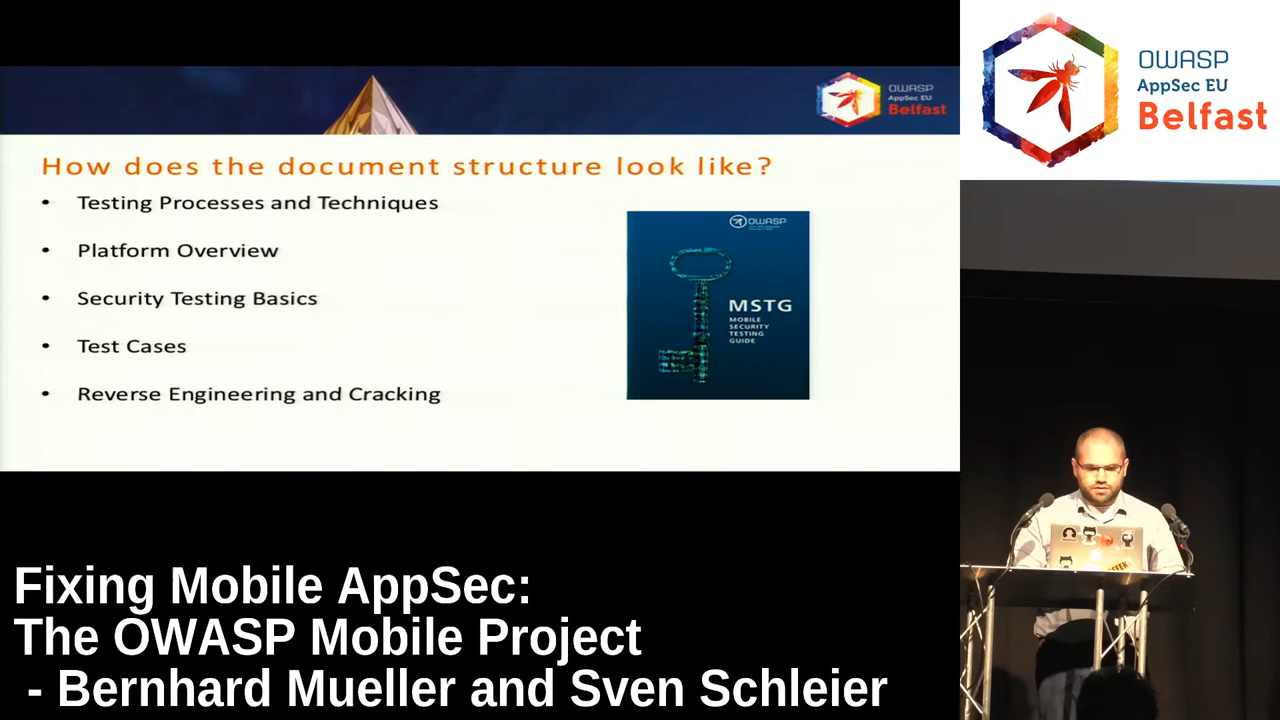 OWASP
AppSec EU
Belfast
How does the document structure look like?
• Testing Processes and Techniques
• Platform Overview
• Security Testing Basics
• Test Cases
• Reverse Engineering and Cracking
OWASP
MSTG
MOBILE
SECURITY
TESTING
GUIDE
OWASP
AppSec EU
Belfast
Fixing Mobile AppSec:
The OWASP Mobile Project
- Bernhard Mueller and Sven Schleier